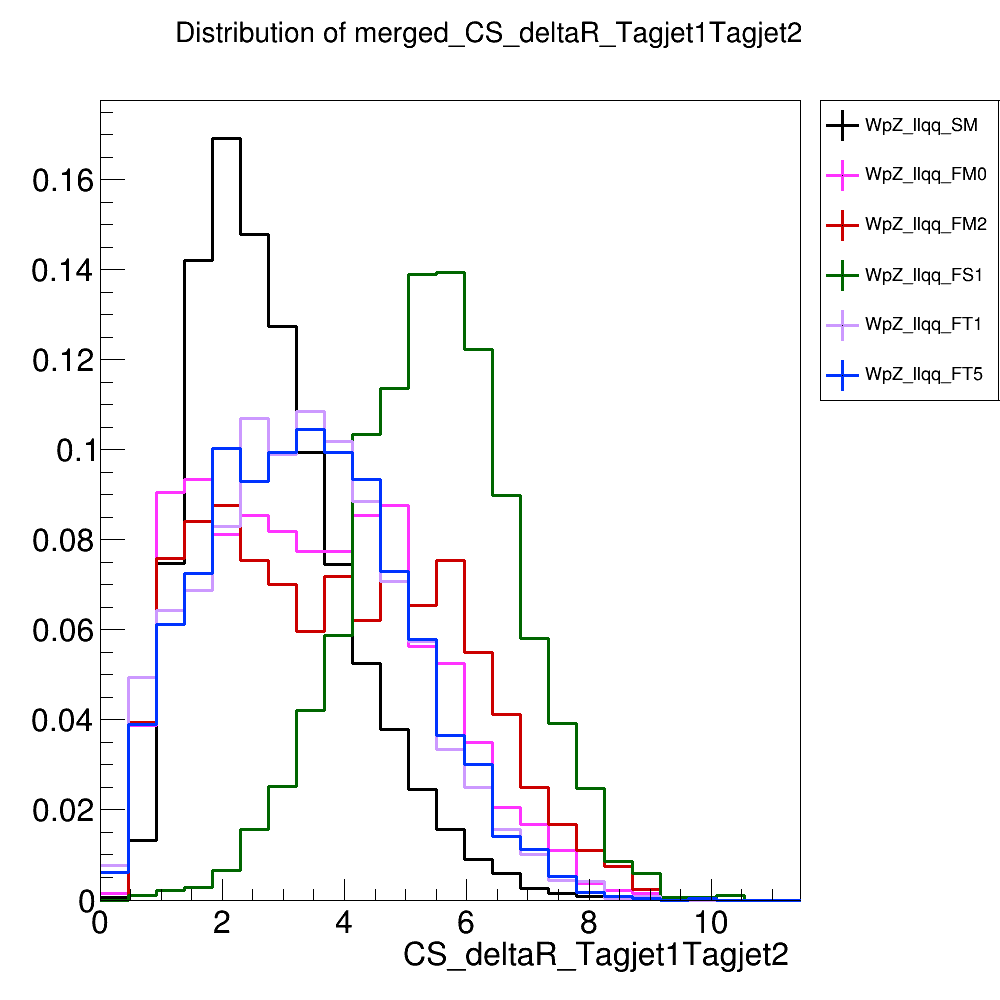 Distribution of merged_CS_deltaR_Tagjet1Tagjet2
WpZ_llqq_SM
WpZ_llqq_FM0
WpZ_llqq_FM2
WpZ_llqq_FS1
WpZ_llqq_FT1
WpZ_llqq_FT5
0.16
0.14
0.12
0.1
0.08
0.06
0.04
0.02
0
0 2 4 6 8 10
CS_deltaR_Tagjet1Tagjet2